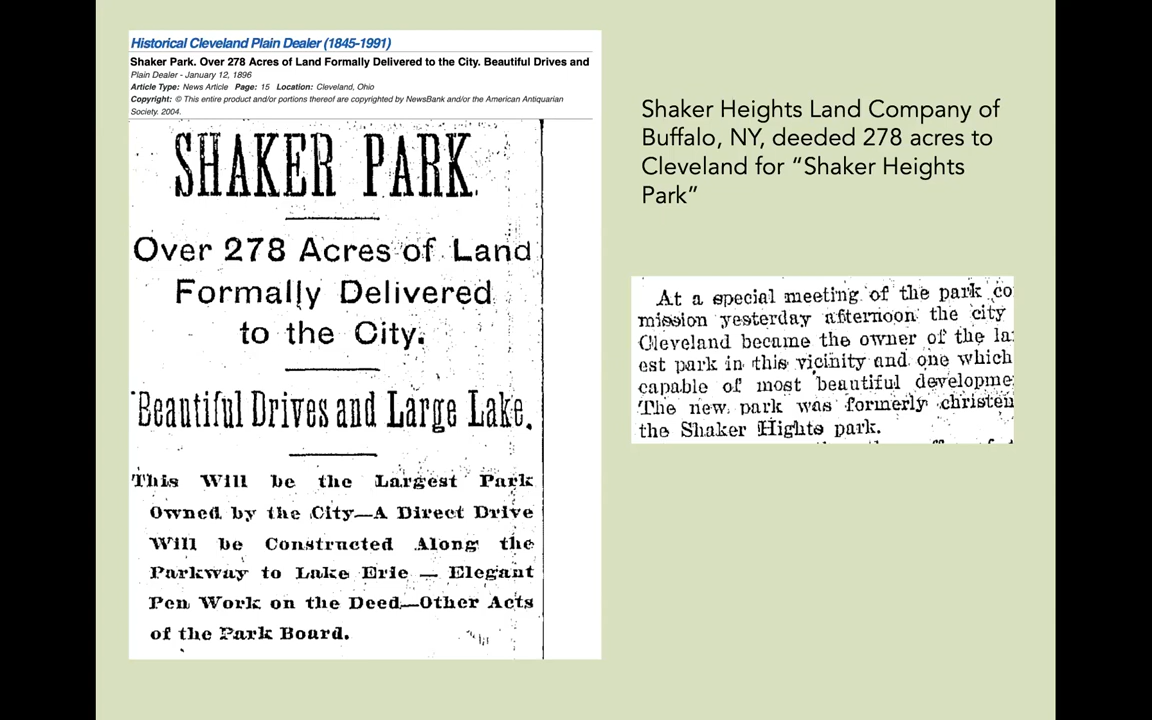 Historical Cleveland Plain Dealer (1845-1991)
Shaker Park. Over 278 Acres of Land Formally Delivered to the City. Beautiful Drives and
Plain Dealer - January 12, 1896
Article Type: News Article Page: 15 Location: Cleveland, Ohio
Copyright: © This entire product and/or portions thereof are copyrighted by NewsBank and/or the American Antiquarian
Society. 2004.
SHAKER PARK.
Over 278 Acres of Land
Formally Delivered
to the City.
Beautiful Drives and Large Lake.
This Will be the Largest Park
Owned by the City—A Direct Drive
Will be Constructed Along the
Parkway to Lake Erie — Elegant
Pen Work on the Deed—Other Acts
of the Park Board.
Shaker Heights Land Company of
Buffalo, NY, deeded 278 acres to
Cleveland for “Shaker Heights
Park”
At a special meeting of the park co
mission yesterday afternoon the city
Cleveland became the owner of the la
est park in this vicinity and one which
capable of most beautiful developme
The new park was formerly christen
the Shaker Hights park.